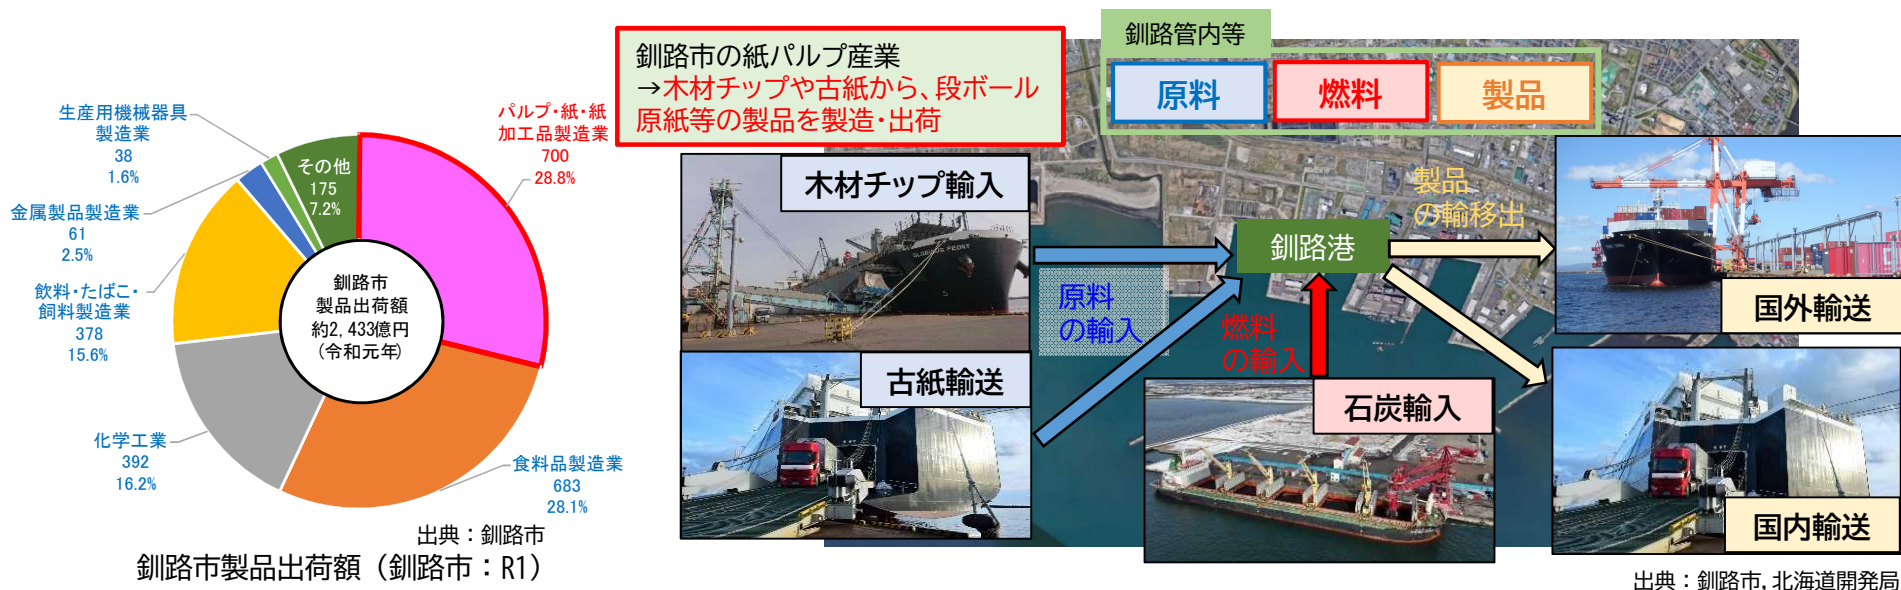 生産用機械器具
製造業
38
1.6%
金属製品製造業
61
2.5%
飲料・たばこ・
飼料製造業
378
15.6%
化学工業
392
16.2%
その他
175
7.2%
パルプ・紙・紙
加工品製造業
700
28.8%
食料品製造業
683
28.1%
釧路市
製品出荷額
約2,433億円
(令和元年)
出典：釧路市
釧路市製品出荷額（釧路市：R1）
釧路市の紙パルプ産業
→木材チップや古紙から、段ボール
原紙等の製品を製造・出荷
釧路管内等
原料
燃料
製品
木材チップ輸入
GLORIOUS PEONY
古紙輸送
原料
の輸入
燃料
の輸入
石炭輸入
釧路港
製品
の輸移出
国外輸送
国内輸送
出典：釧路市,北海道開発局